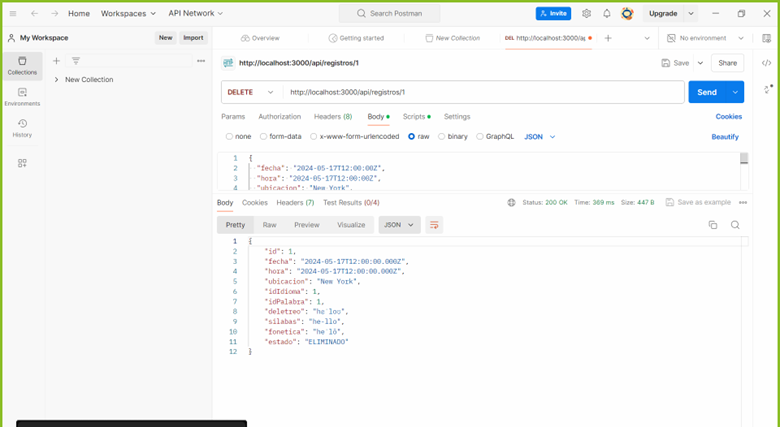 Home Workspaces API Network Search Postman Invite Upgrade
My Workspace New Import Overview Getting started New Collection DEL http://localhost:3000/api No environment
Collections
Environments
History
New Collection
http://localhost:3000/api/registros/1 Save Share
DELETE http://localhost:3000/api/registros/1 Send
Params Authorization Headers (8) Body Scripts Settings Cookies
none form-data x-www-form-urlencoded raw binary GraphQL JSON Beautify
1 {
2 "fecha": "2024-05-17T12:00:00Z",
3 "hora": "2024-05-17T12:00:00Z",
4 "ubicacion": "New York",
Body Cookies Headers (7) Test Results (0/4) Status: 200 OK Time: 369 ms Size: 447 B Save as example
Pretty Raw Preview Visualize JSON
1 {
2 "id": 1,
3 "fecha": "2024-05-17T12:00:00.000Z",
4 "hora": "2024-05-17T12:00:00.000Z",
5 "ubicacion": "New York",
6 "idIdioma": 1,
7 "idPalabra": 1,
8 "deletreo":
9 "silabas": "he-llo",
10 "fonetica":
11 "estado": "ELIMINADO"
12 }